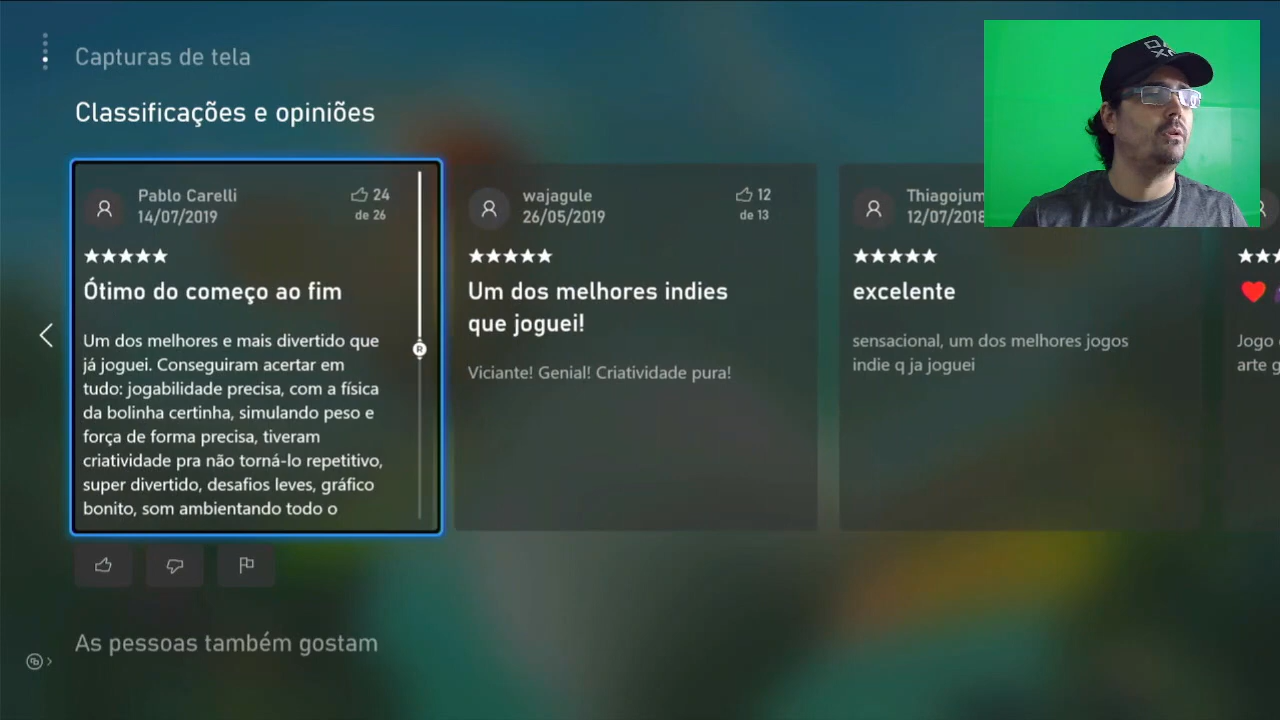 Capturas de tela
Classificações e opiniões
Pablo Carelli
14/07/2019
24
de 26
Ótimo do começo ao fim
Um dos melhores e mais divertido que
já joguei. Conseguiram acertar em
tudo: jogabilidade precisa, com a física
da bolinha certinha, simulando peso e
força de forma precisa, tiveram
criatividade pra não torná-lo repetitivo,
super divertido, desafios leves, gráfico
bonito, som ambientando todo o
R
wajagule
26/05/2019
12
de 13
Um dos melhores indies
que joguei!
Viciante! Genial! Criatividade pura!
Thiagojum
12/07/2018
excelente
sensacional, um dos melhores jogos
indie q ja joguei
Jogo
arte g
As pessoas também gostam